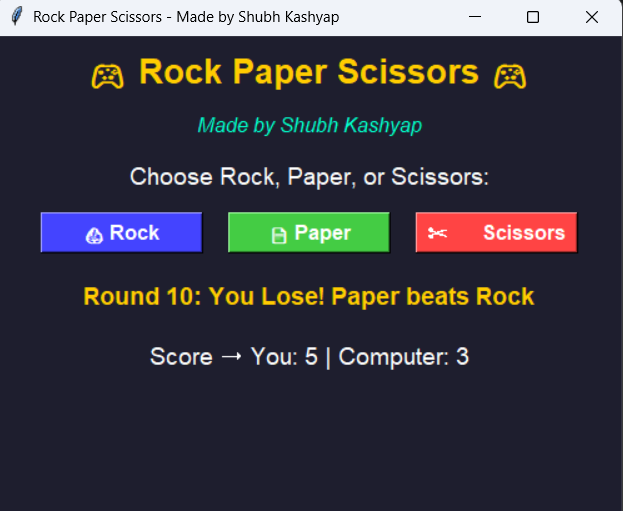 Rock Paper Scissors - Made by Shubh Kashyap
🎮 Rock Paper Scissors 🎮
Made by Shubh Kashyap
Choose Rock, Paper, or Scissors:
Rock Paper ✂ Scissors
Round 10: You Lose! Paper beats Rock
Score → You: 5 | Computer: 3